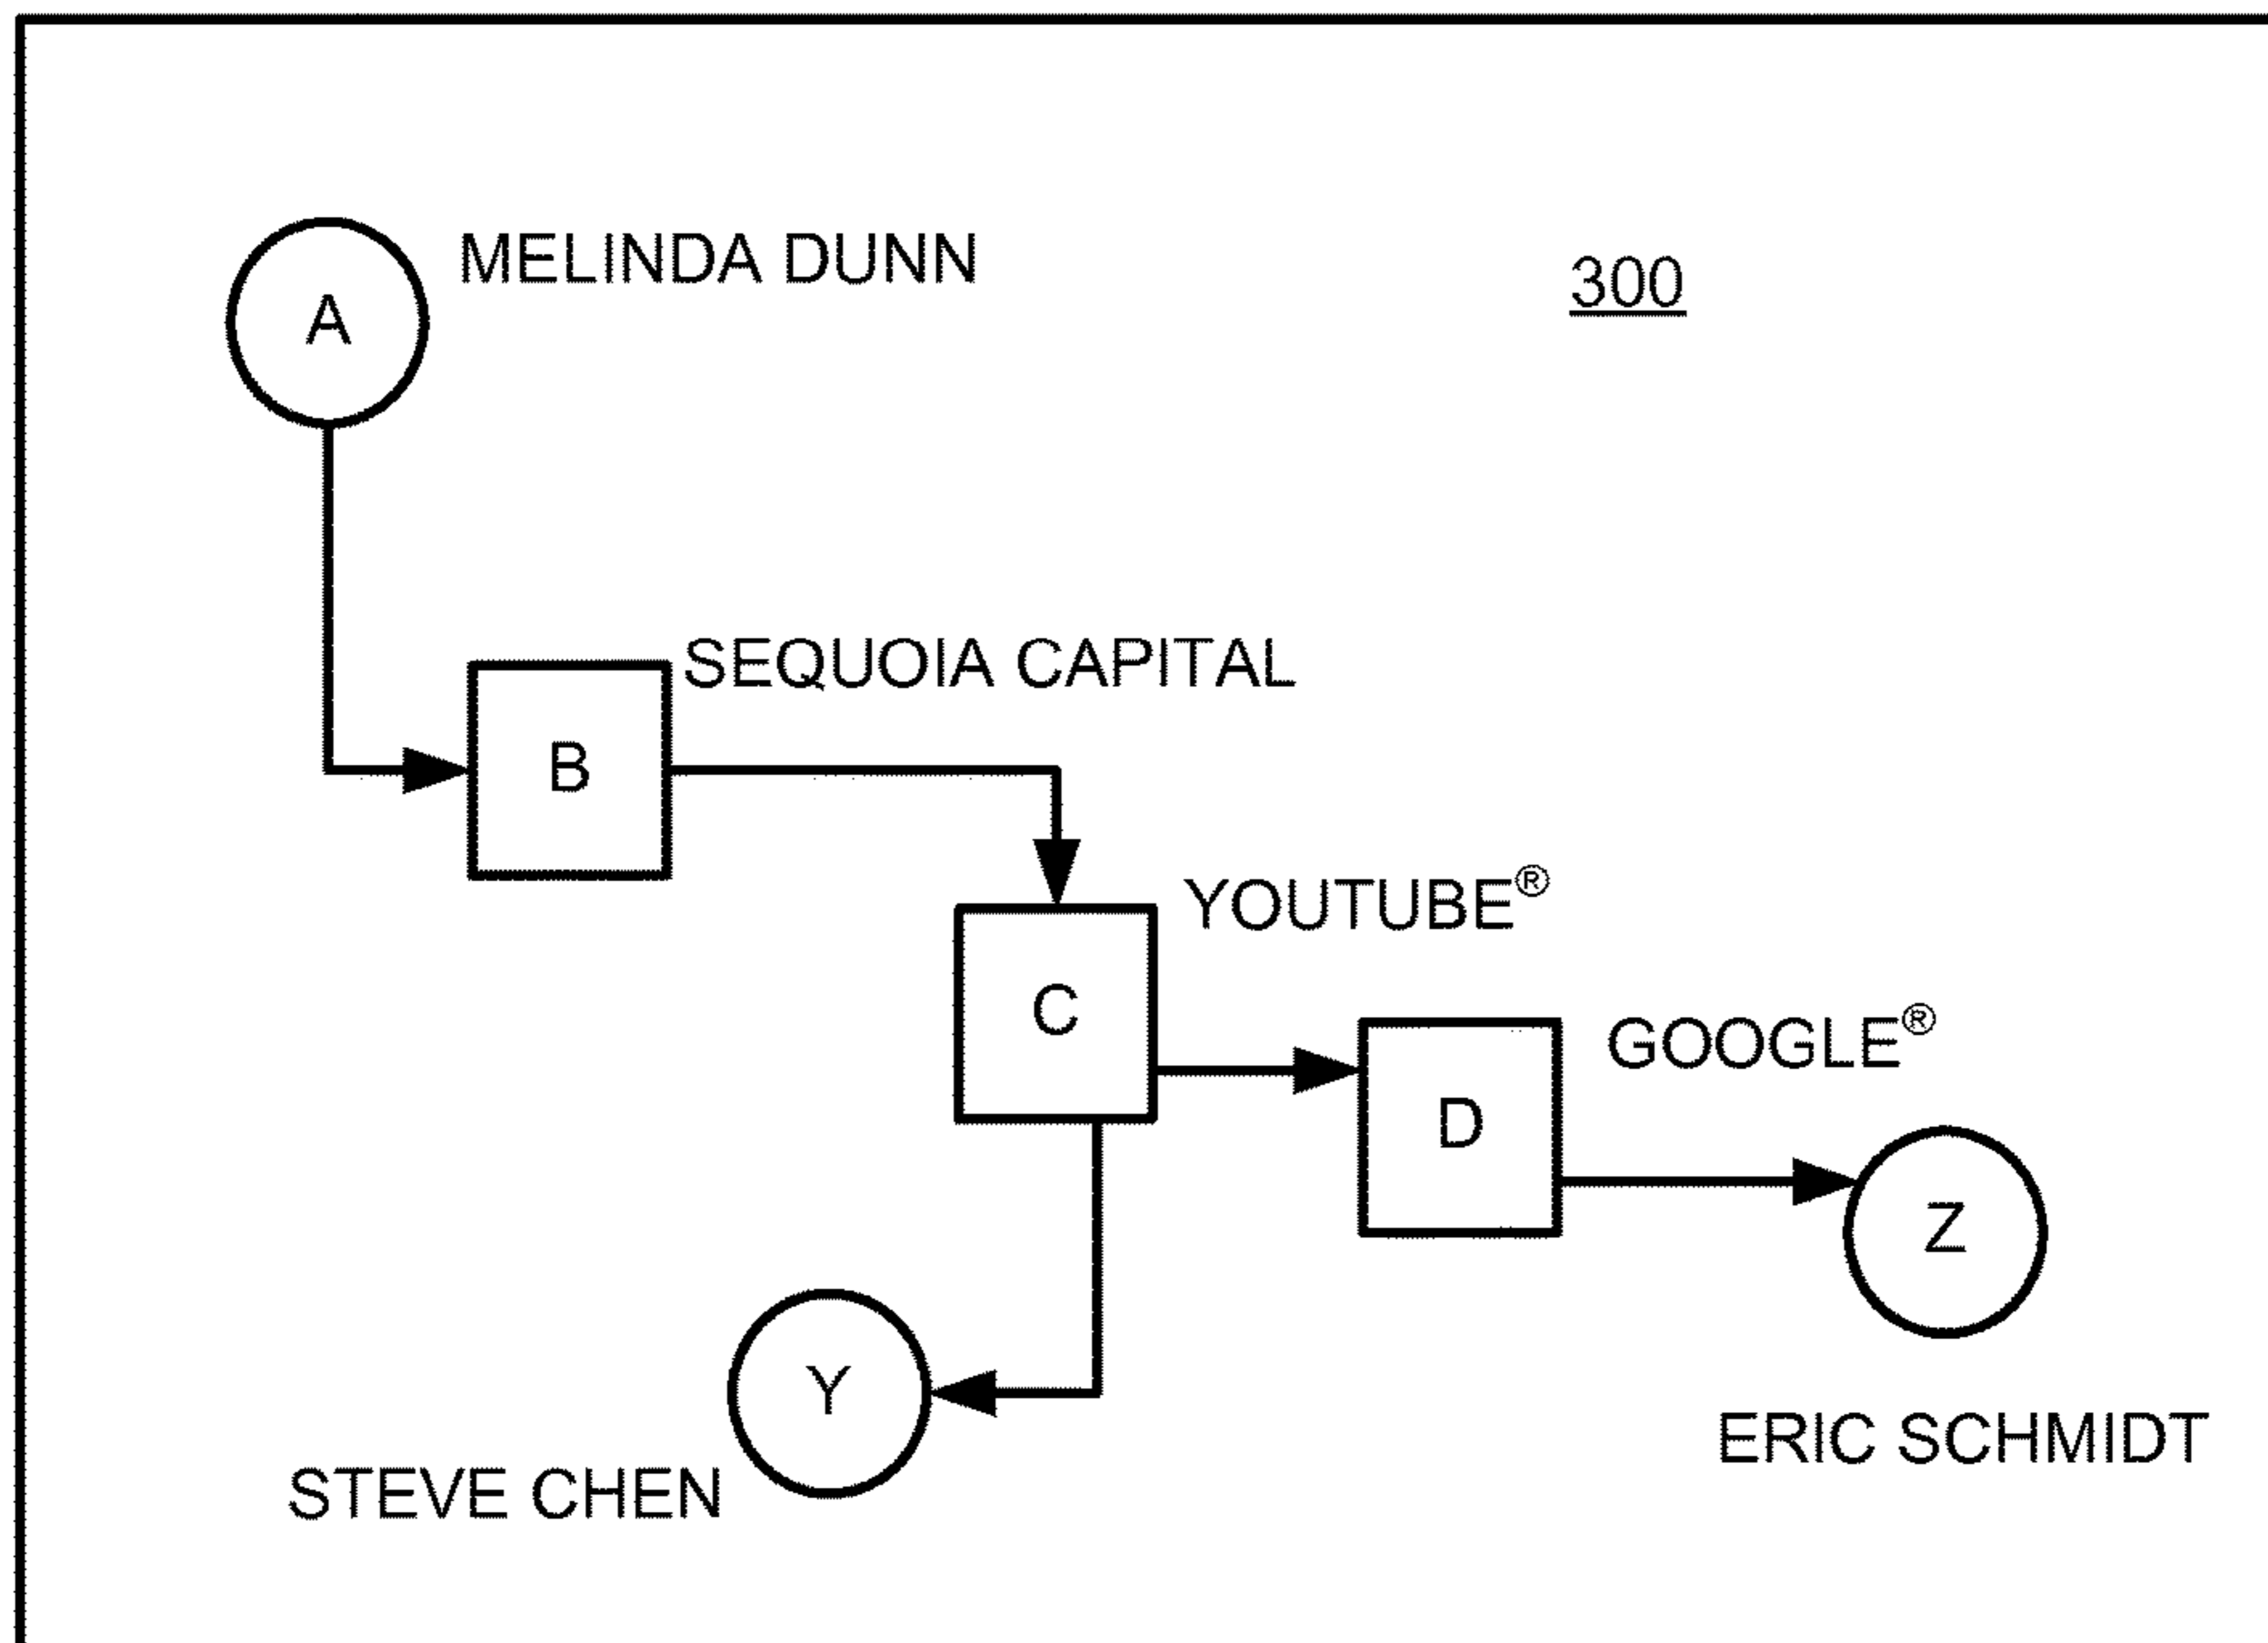 MELINDA DUNN
300
A
SEQUOIA CAPITAL
B
YOUTUBE®
C
GOOGLE®
D
Z
Y
ERIC SCHMIDT
STEVE CHEN